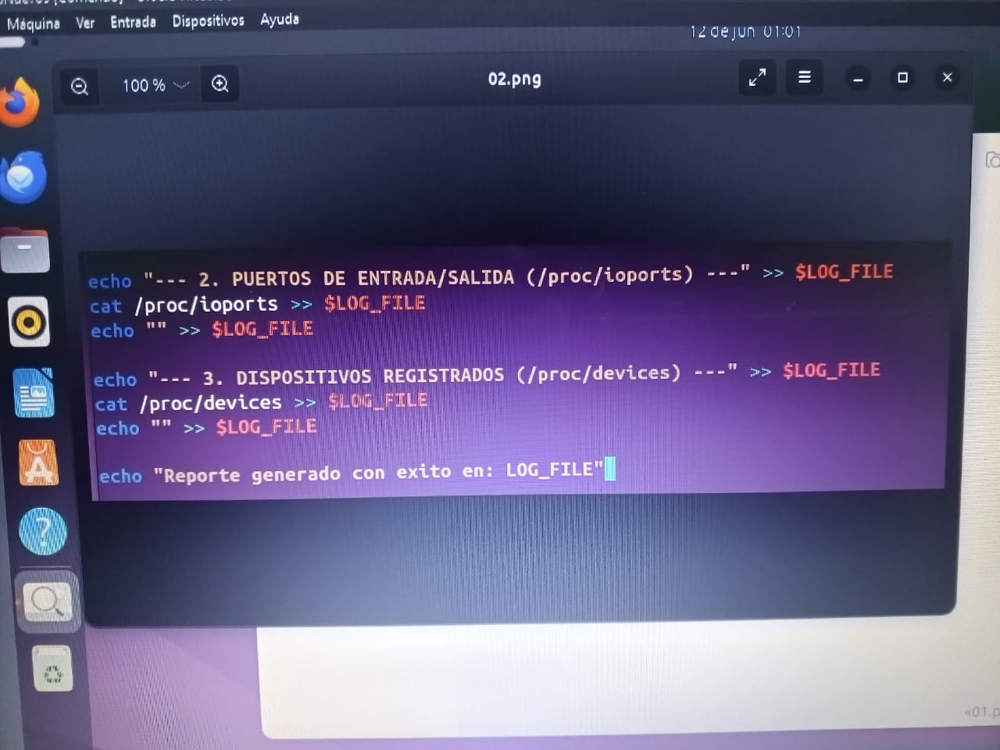 Máquina Ver Entrada Dispositivos Ayuda
12 de jun 01:01
100 % 02.png
echo "--- 2. PUERTOS DE ENTRADA/SALIDA (/proc/ioports) ---" >> $LOG_FILE
cat /proc/ioports >> $LOG_FILE
echo "" >> $LOG_FILE
echo "--- 3. DISPOSITIVOS REGISTRADOS (/proc/devices) ---" >> $LOG_FILE
cat /proc/devices >> $LOG_FILE
echo "" >> $LOG_FILE
echo "Reporte generado con exito en: LOG_FILE"
«01.p